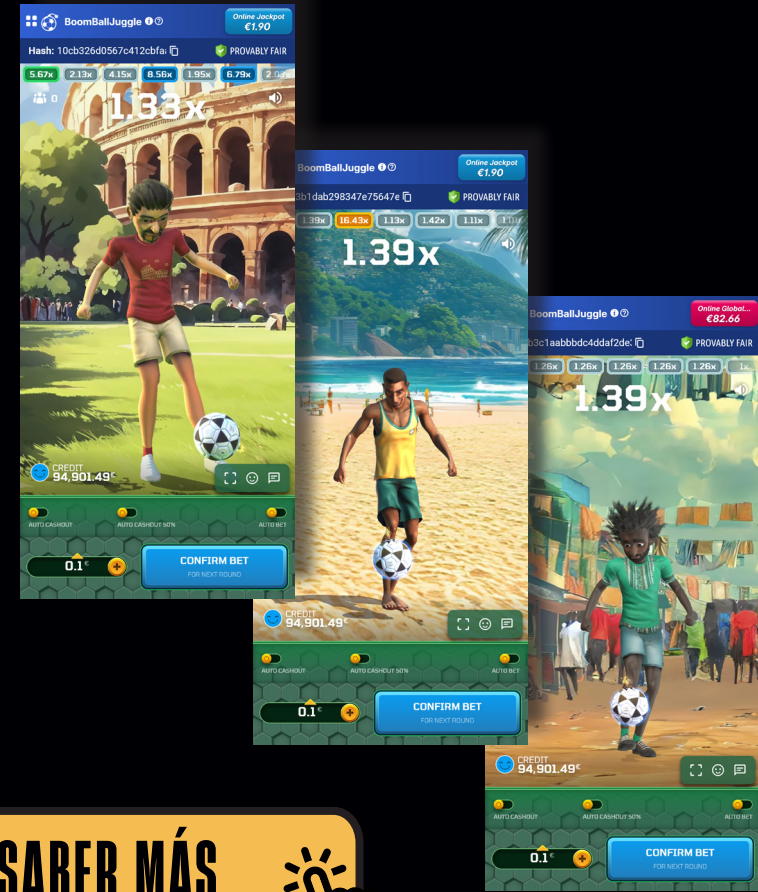 BoomBallJuggle
Online Jackpot
€1.90
Hash: 10cb326d0567c412cbfa
PROVABLY FAIR
5.67x 2.13x 4.15x 8.56x 1.95x 6.79x
0
1.33x
CREDIT
94,901.49€
AUTO CASHOUT AUTO CASHOUT 50% AUTO BET
0.1 €
CONFIRM BET
FOR NEXT ROUND
BoomBallJuggle
Online Jackpot
€1.90
3b1dab298347e75647e
PROVABLY FAIR
1.39x 16.43x 1.13x 1.42x 1.11x
1.39x
CREDIT
94,901.49€
AUTO CASHOUT AUTO CASHOUT 50% AUTO BET
0.1 €
CONFIRM BET
FOR NEXT ROUND
BoomBallJuggle
Online Global...
€82.66
b3c1aabbbdc4ddaf2de
PROVABLY FAIR
1.26x 1.26x 1.26x 1.26x 1.26x 1x
1.39x
CREDIT
94,901.49€
AUTO CASHOUT AUTO CASHOUT 50% AUTO BET
0.1 €
CONFIRM BET
FOR NEXT ROUND
SABER MÁS